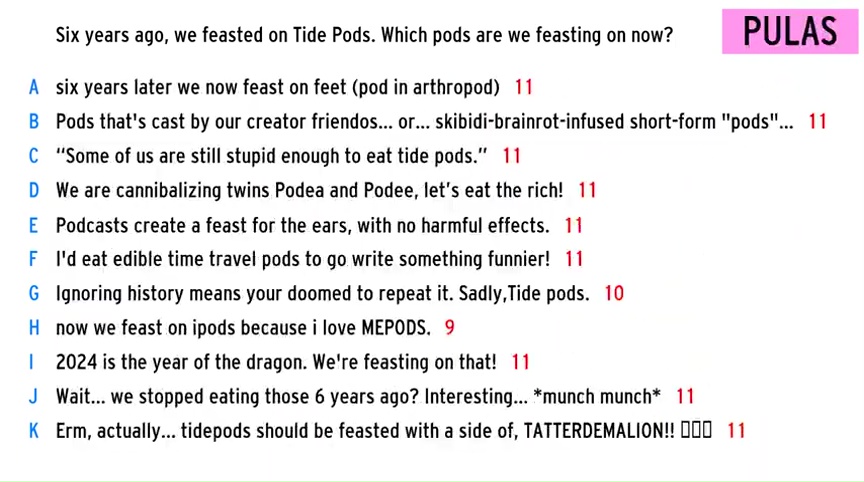 Six years ago, we feasted on Tide Pods. Which pods are we feasting on now?
PULAS
A six years later we now feast on feet (pod in arthropod) 11
B Pods that's cast by our creator friendos... or... skibidi-brainrot-infused short-form "pods"... 11
C “Some of us are still stupid enough to eat tide pods.” 11
D We are cannibalizing twins Podea and Podee, let’s eat the rich! 11
E Podcasts create a feast for the ears, with no harmful effects. 11
F I'd eat edible time travel pods to go write something funnier! 11
G Ignoring history means your doomed to repeat it. Sadly,Tide pods. 10
H now we feast on ipods because i love MEPODS. 9
I 2024 is the year of the dragon. We're feasting on that! 11
J Wait... we stopped eating those 6 years ago? Interesting... *munch munch* 11
K Erm, actually... tidepods should be feasted with a side of, TATTERDEMALION!! 11